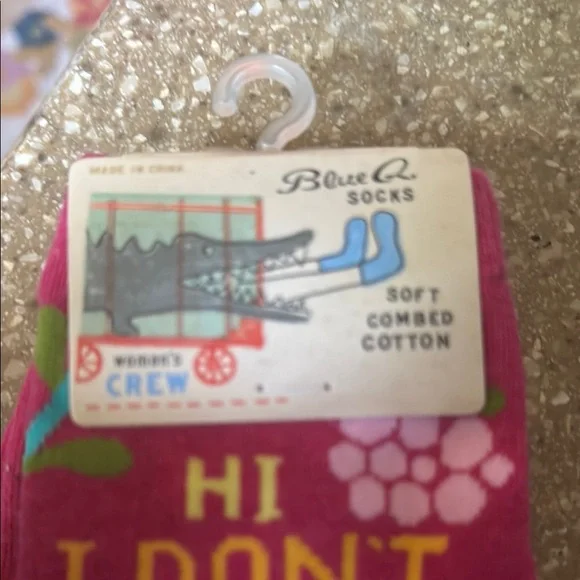 MADE IN CHINA
Blue Q.
SOCKS
SOFT
COMBED
COTTON
WOMEN'S
CREW
HI
I DON'T